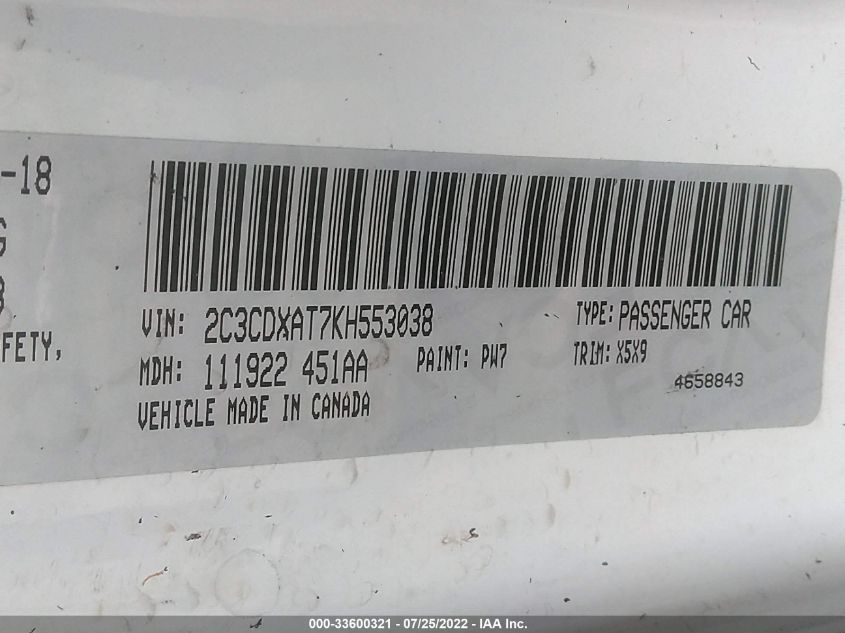 -18
G
8
FETY,
VIN: 2C3CDXAT7KH553038
TYPE: PASSENGER CAR
MDH: 111922 451AA
PAINT: PW7
TRIM: X5X9
4658843
VEHICLE MADE IN CANADA
000-33600321 - 07/25/2022 - IAA Inc.